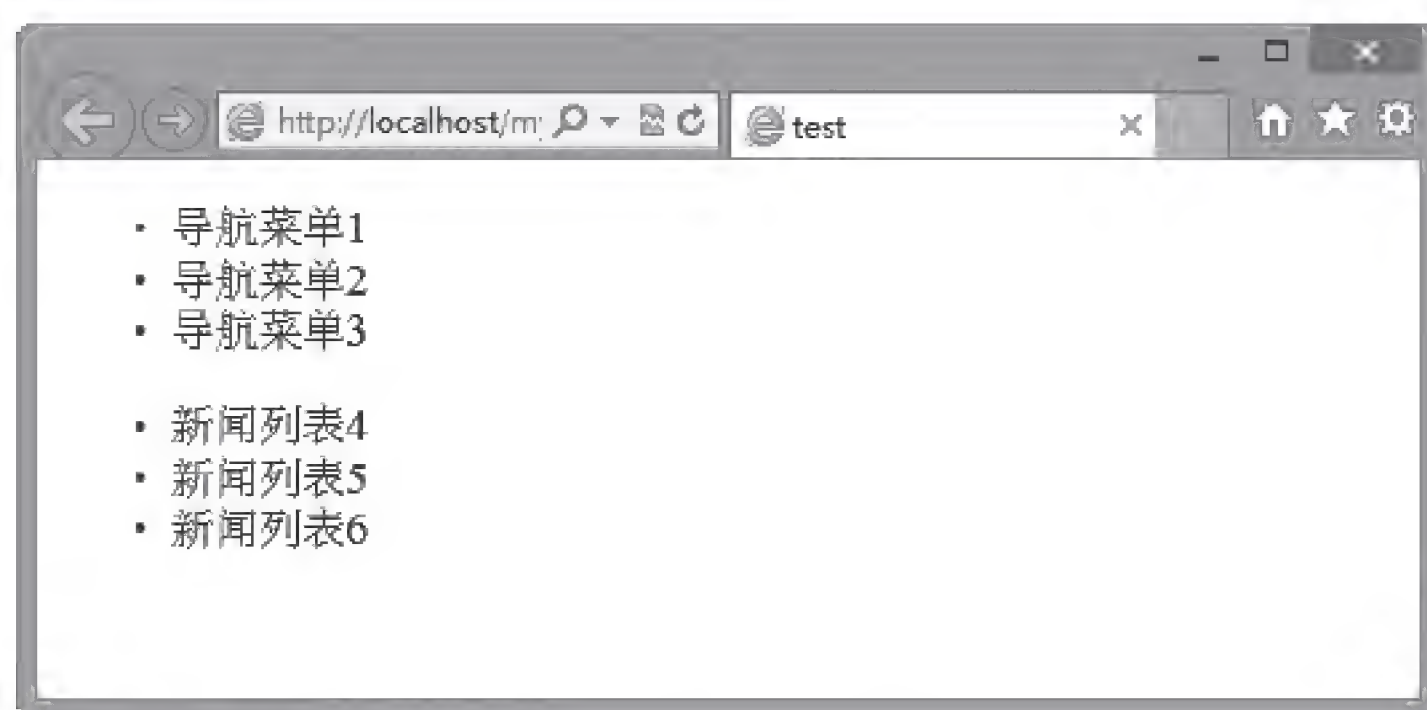 http://localhost/m
test
• 导航菜单1
• 导航菜单2
• 导航菜单3
• 新闻列表4
• 新闻列表5
• 新闻列表6